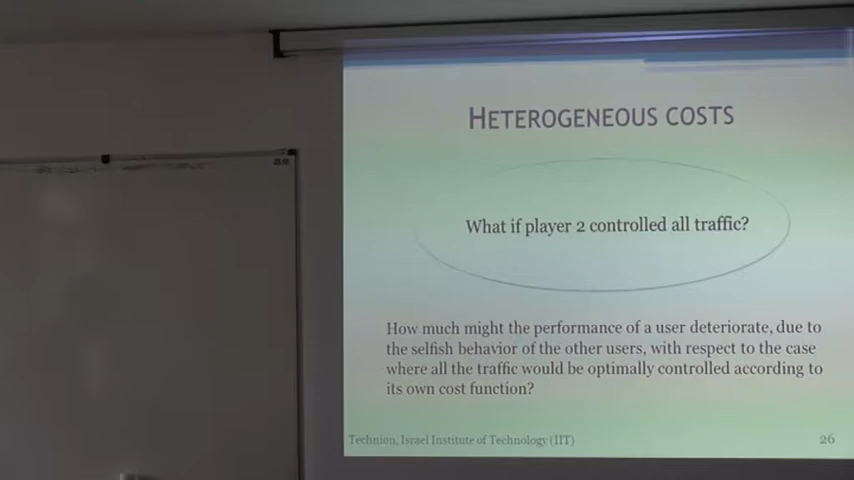 HETEROGENEOUS COSTS
What if player 2 controlled all traffic?
How much might the performance of a user deteriorate, due to
the selfish behavior of the other users, with respect to the case
where all the traffic would be optimally controlled according to
its own cost function?
Technion, Israel Institute of Technology (IIT)
26